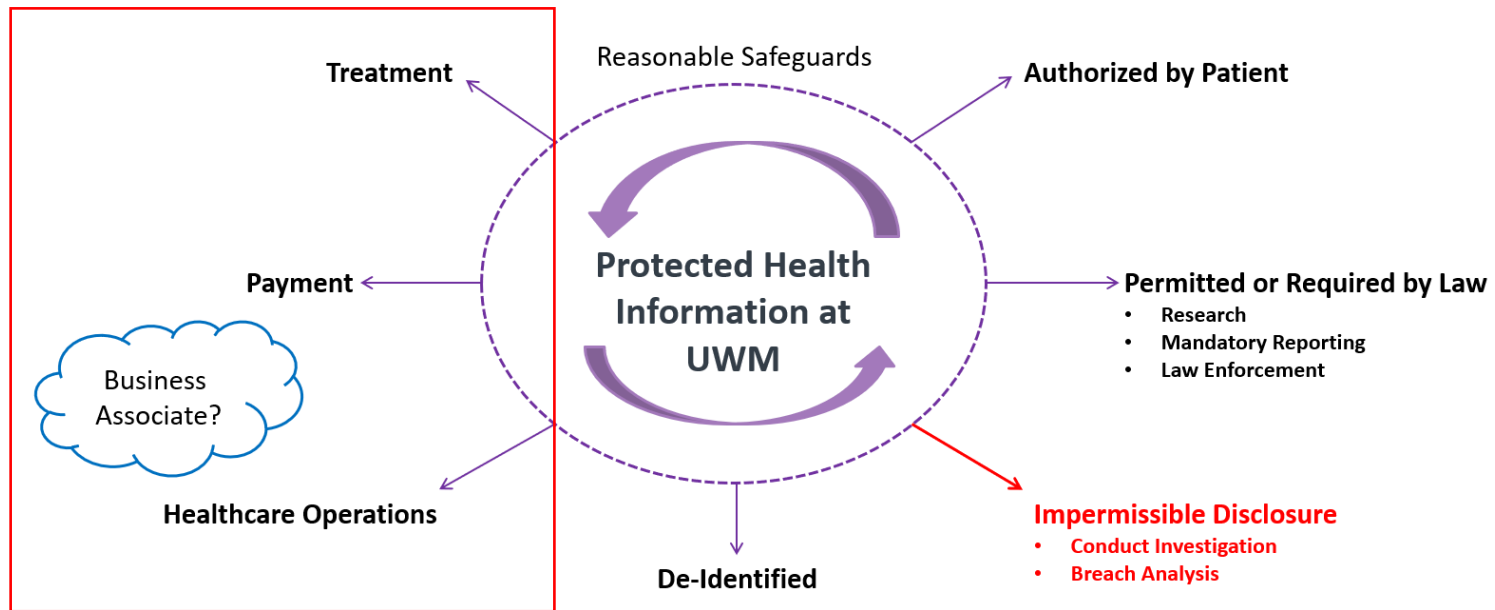 Reasonable Safeguards
Treatment
Authorized by Patient
Protected Health
Information at
UWM
Payment
Permitted or Required by Law
• Research
• Mandatory Reporting
• Law Enforcement
Business
Associate?
Healthcare Operations
Impermissible Disclosure
• Conduct Investigation
• Breach Analysis
De-Identified